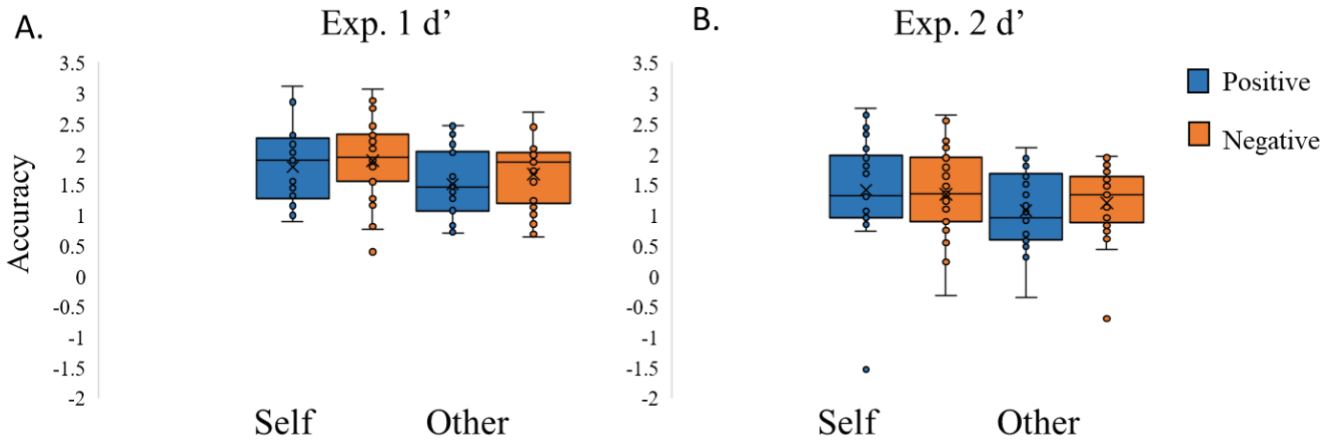 A.
Exp. 1 d’
Accuracy
3.5
3
2.5
2
1.5
1
0.5
0
-0.5
-1
-1.5
-2
Self Other
B.
Exp. 2 d’
3.5
3
2.5
2
1.5
1
0.5
0
-0.5
-1
-1.5
-2
Self Other
Positive
Negative